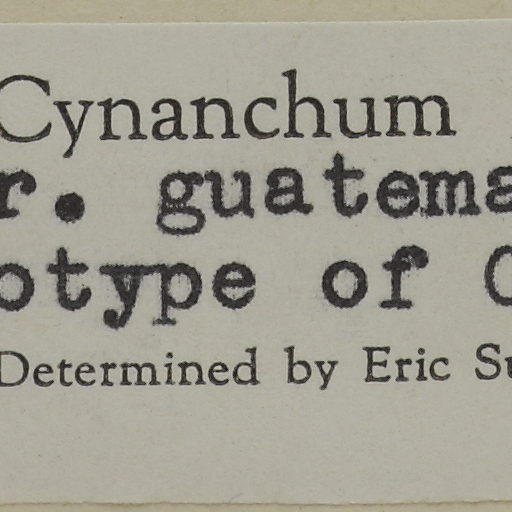 Cynanchum
r. guatema
otype of C
Determined by Eric Su